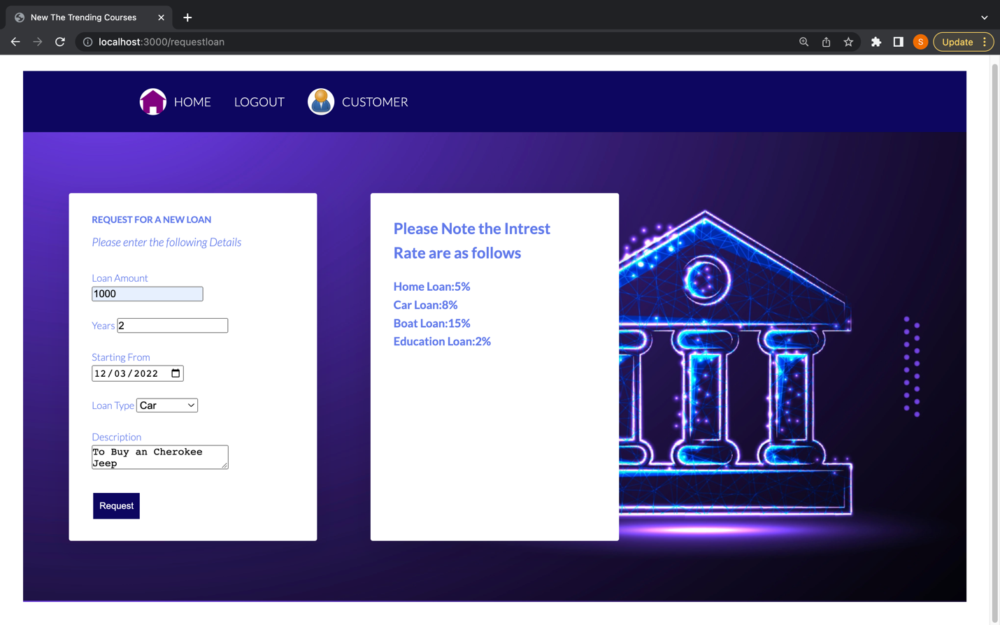 New The Trending Courses
localhost:3000/requestloan
S
Update
HOME
LOGOUT
CUSTOMER
REQUEST FOR A NEW LOAN
Please enter the following Details
Loan Amount
1000
Years 2
Starting From
12/03/2022
Loan Type Car
Description
To Buy an Cherokee
Jeep
Request
Please Note the Intrest
Rate are as follows
Home Loan:5%
Car Loan:8%
Boat Loan:15%
Education Loan:2%